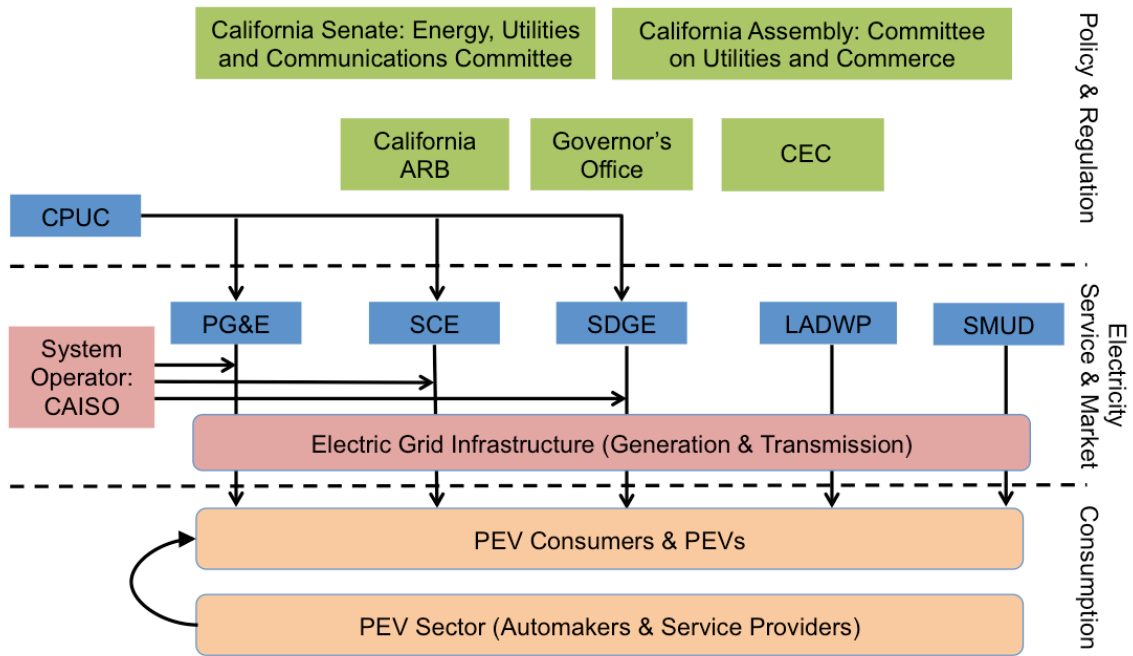 California Senate: Energy, Utilities
and Communications Committee
California Assembly: Committee
on Utilities and Commerce
Policy & Regulation
California
ARB
Governor's
Office
CEC
CPUC
PG&E
SCE
SDGE
LADWP
SMUD
Electricity
Service & Market
System
Operator:
CAISO
Electric Grid Infrastructure (Generation & Transmission)
PEV Consumers & PEVs
Consumption
PEV Sector (Automakers & Service Providers)